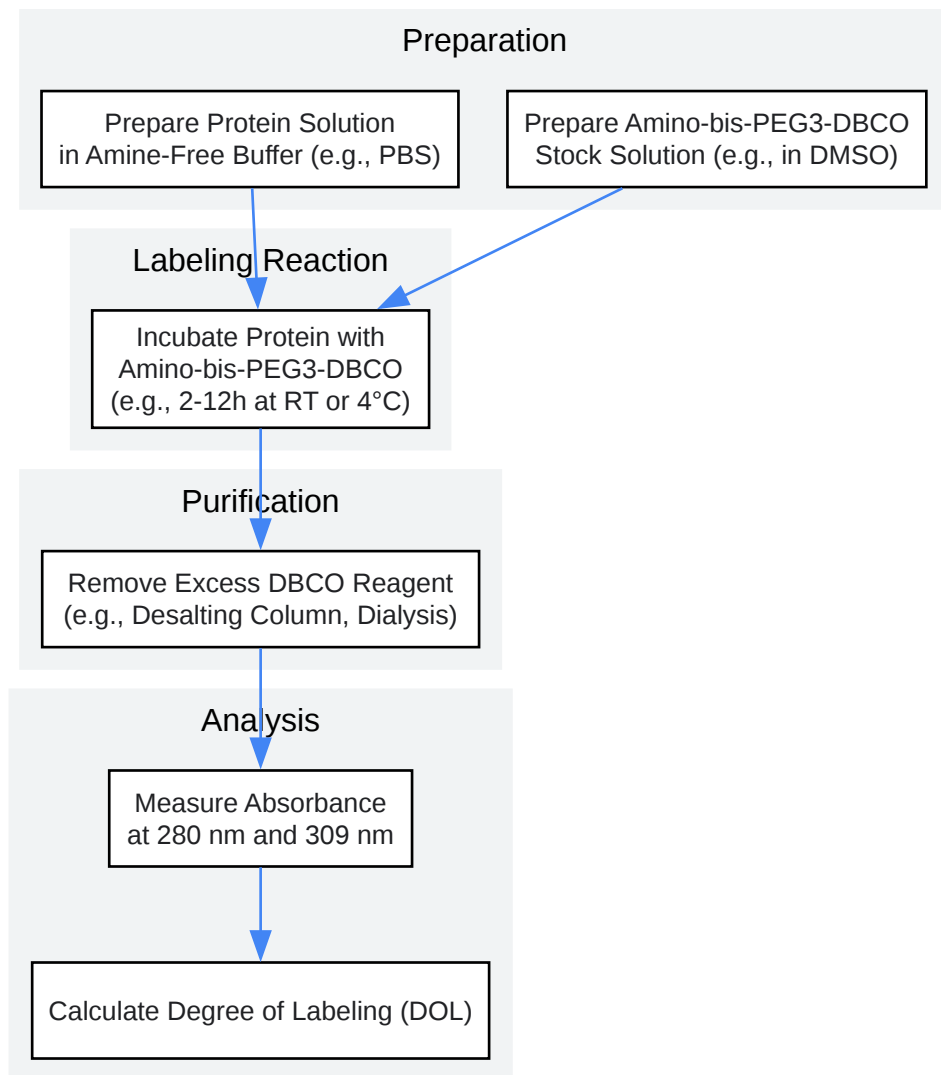 Preparation
Prepare Protein Solution
in Amine-Free Buffer (e.g., PBS)
Prepare Amino-bis-PEG3-DBCO
Stock Solution (e.g., in DMSO)
Labeling Reaction
Incubate Protein with
Amino-bis-PEG3-DBCO
(e.g., 2-12h at RT or 4°C)
Purification
Remove Excess DBCO Reagent
(e.g., Desalting Column, Dialysis)
Analysis
Measure Absorbance
at 280 nm and 309 nm
Calculate Degree of Labeling (DOL)